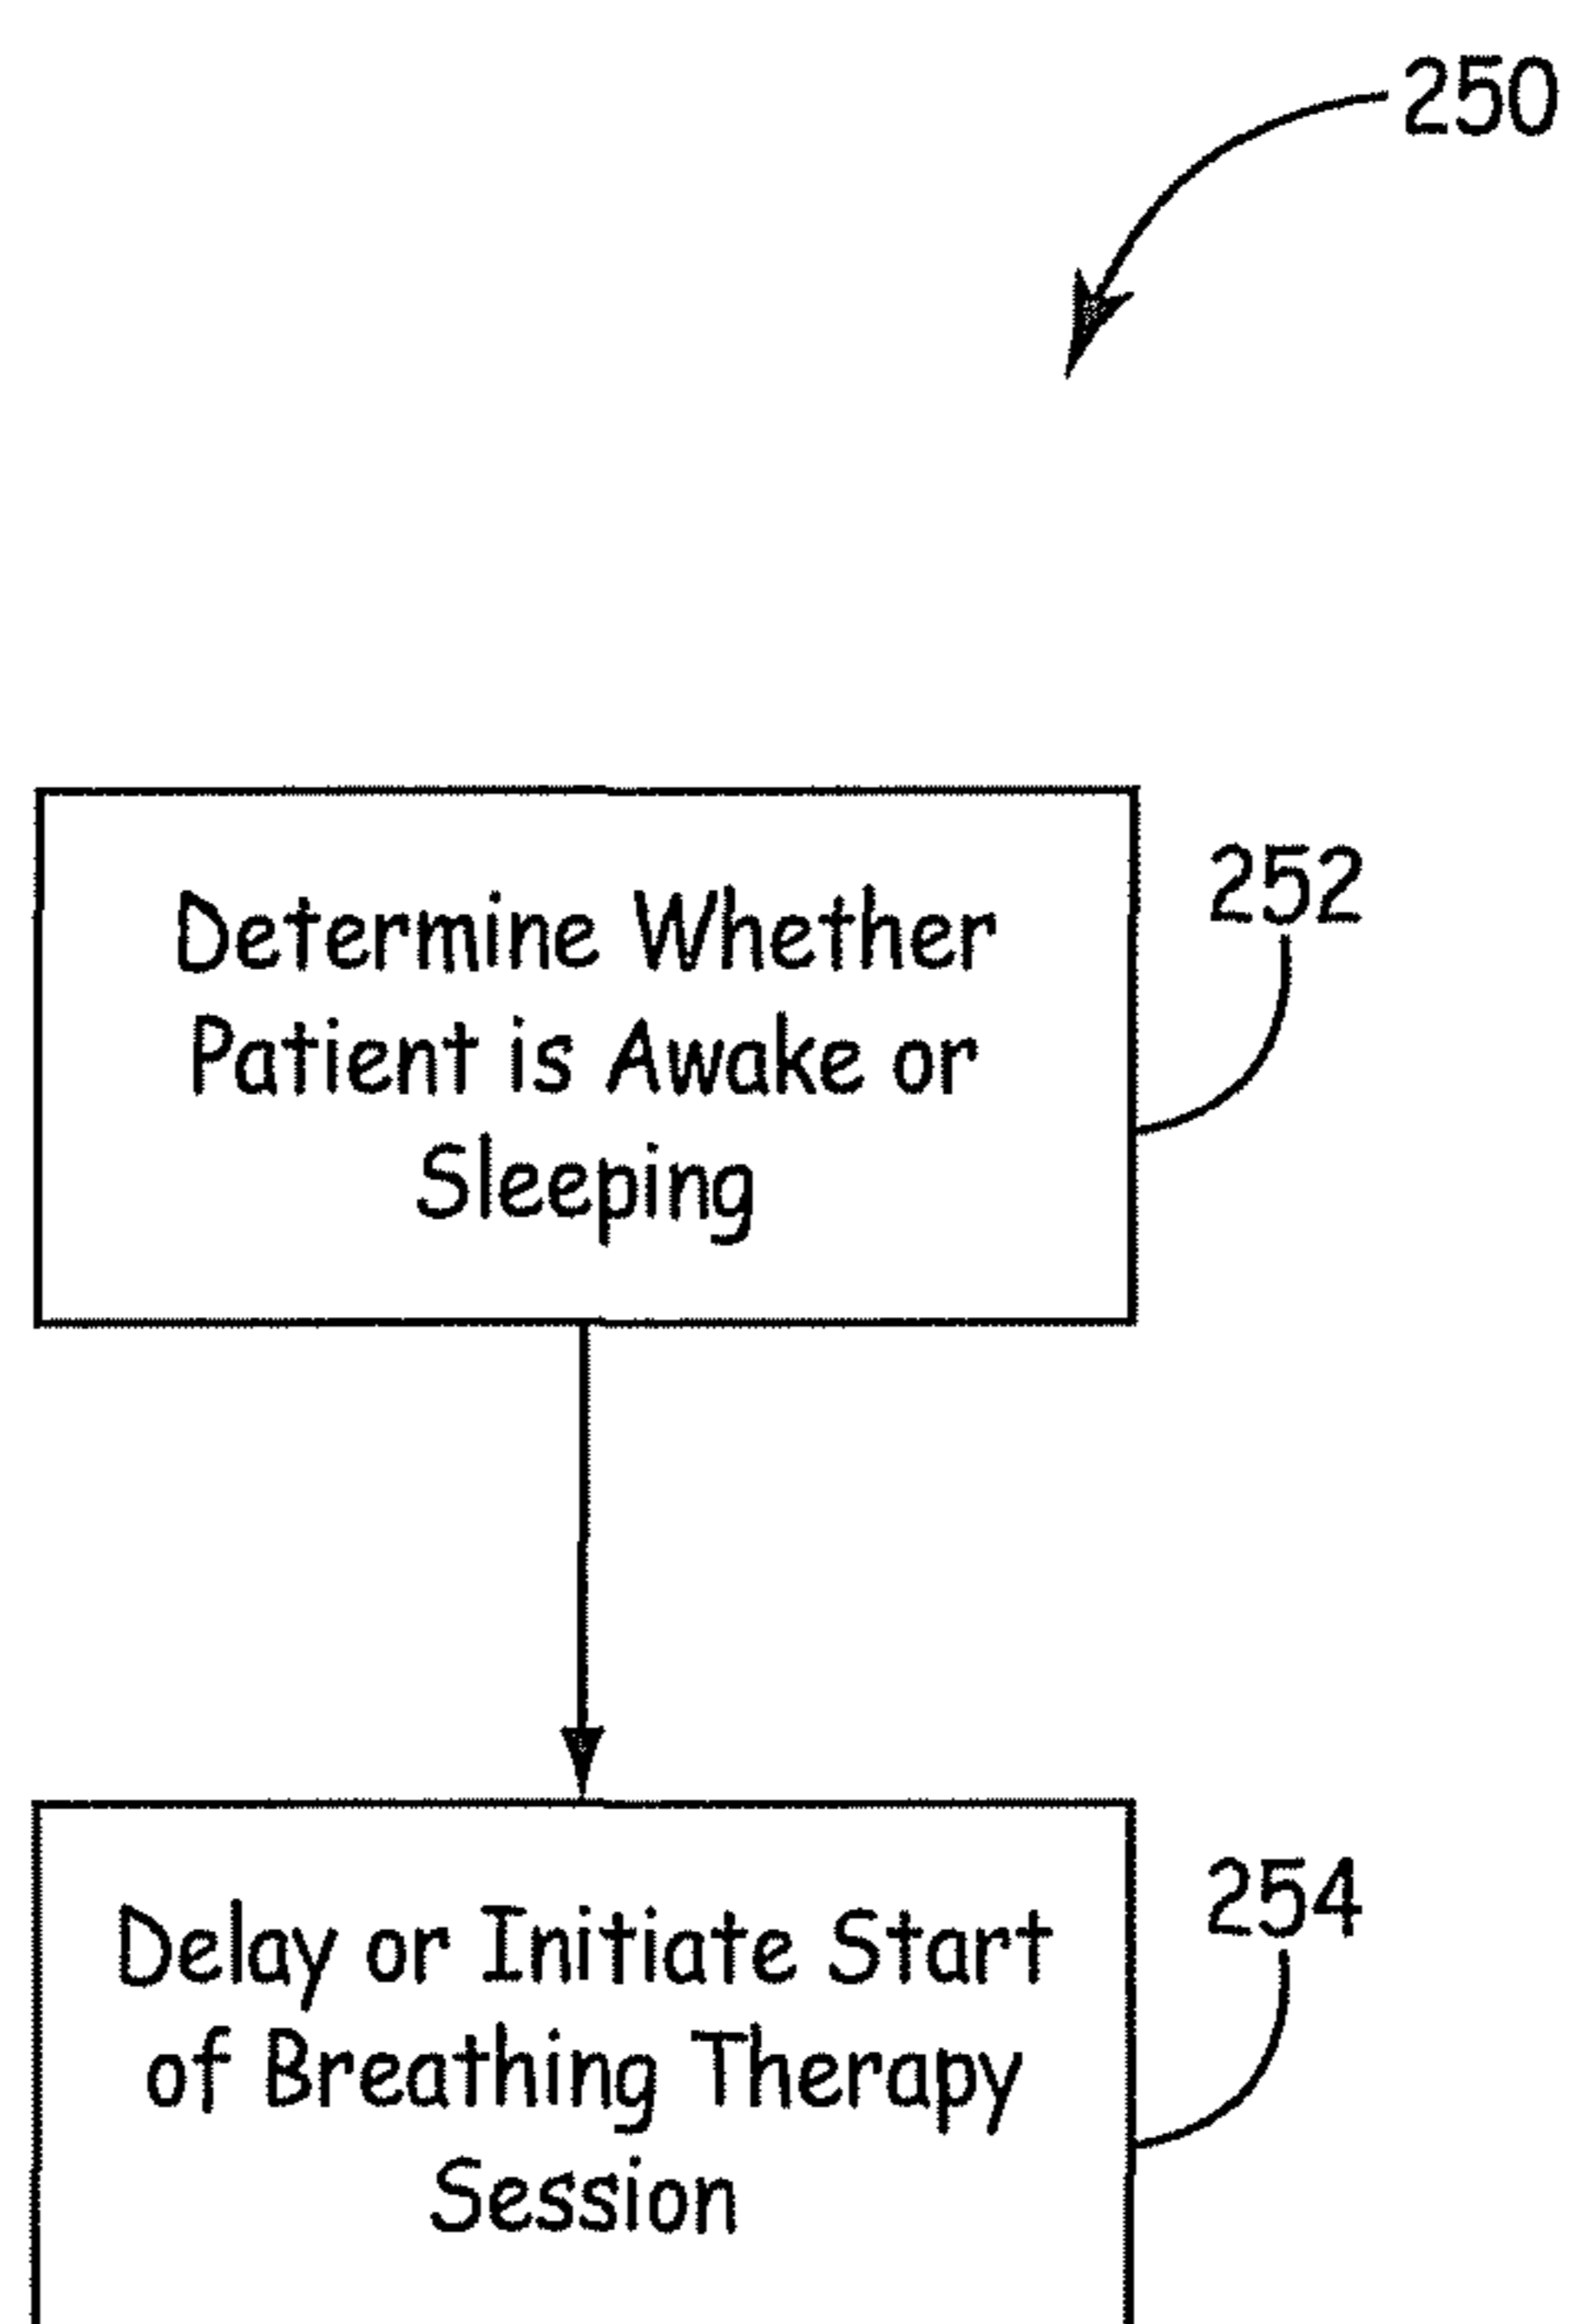 250
Determine Whether
Patient is Awake or
Sleeping
252
Delay or Initiate Start
of Breathing Therapy
Session
254